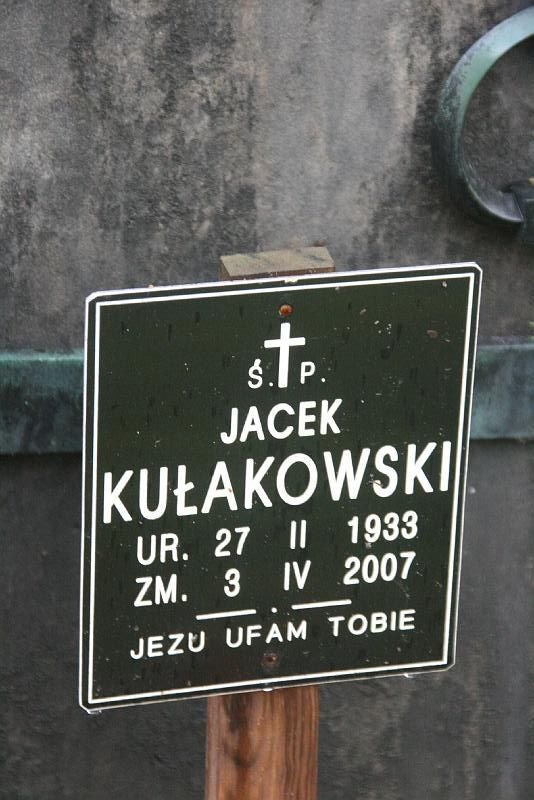 Ś. P.
JACEK
KUŁAKOWSKI
UR. 27 II 1933
ZM. 3 IV 2007
JEZU UFAM TOBIE